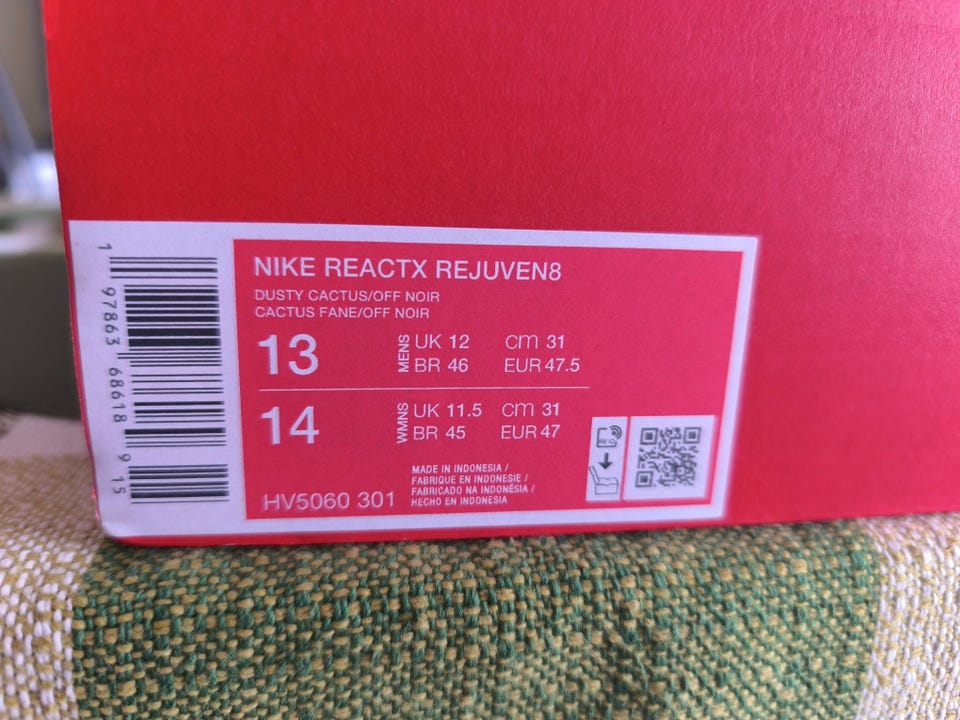 NIKE REACTX REJUVEN8
DUSTY CACTUS/OFF NOIR
CACTUS FANE/OFF NOIR
13 MENS UK 12 cm 31
BR 46 EUR 47.5
14 WMNS UK 11.5 cm 31
BR 45 EUR 47
MADE IN INDONESIA /
FABRIQUE EN INDONESIE /
FABRICADO NA INDONÉSIA /
HECHO EN INDONESIA
HV5060 301
RFID
1 97863 68618 9 15